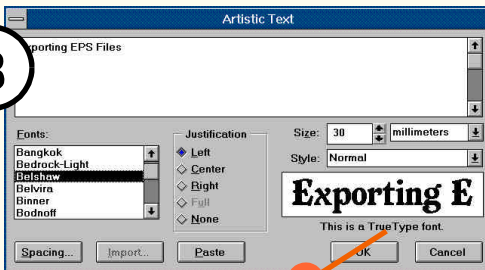 Artistic Text
Exporting EPS Files
Fonts:
Bangkok
Bedrock-Light
Belshaw
Belvira
Binner
Bodnoff
Justification
Left
Center
Right
Full
None
Size: 30 millimeters
Style: Normal
Exporting E
This is a TrueType font.
Spacing... Import... Paste OK Cancel